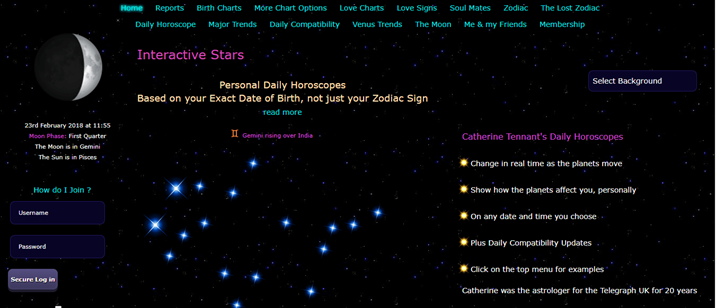 Home Reports Birth Charts More Chart Options Love Charts Love Signs Soul Mates Zodiac The Lost Zodiac
Daily Horoscope Major Trends Daily Compatibility Venus Trends The Moon Me & my Friends Membership
Interactive Stars
Personal Daily Horoscopes
Based on your Exact Date of Birth, not just your Zodiac Sign
read more
Select Background
23rd February 2018 at 11:55
Moon Phase: First Quarter
The Moon is in Gemini
The Sun is in Pisces
How do I Join ?
Username
Password
Secure Log in
♊ Gemini rising over India
Catherine Tennant's Daily Horoscopes
Change in real time as the planets move
Show how the planets affect you, personally
On any date and time you choose
Plus Daily Compatibility Updates
Click on the top menu for examples
Catherine was the astrologer for the Telegraph UK for 20 years